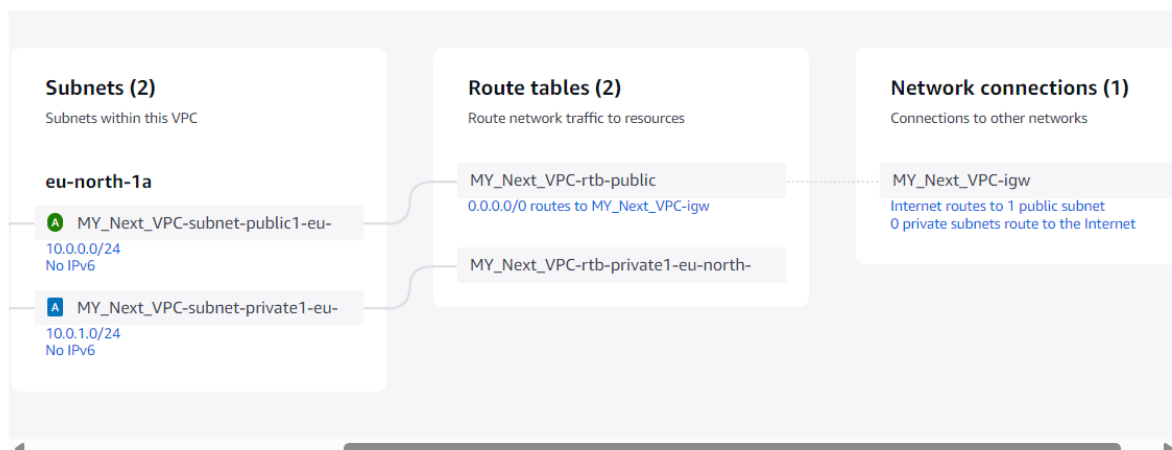 Subnets (2)
Subnets within this VPC
eu-north-1a
A MY_Next_VPC-subnet-public1-eu-
10.0.0.0/24
No IPv6
A MY_Next_VPC-subnet-private1-eu-
10.0.1.0/24
No IPv6
Route tables (2)
Route network traffic to resources
MY_Next_VPC-rtb-public
0.0.0.0/0 routes to MY_Next_VPC-igw
MY_Next_VPC-rtb-private1-eu-north-
Network connections (1)
Connections to other networks
MY_Next_VPC-igw
Internet routes to 1 public subnet
0 private subnets route to the Internet